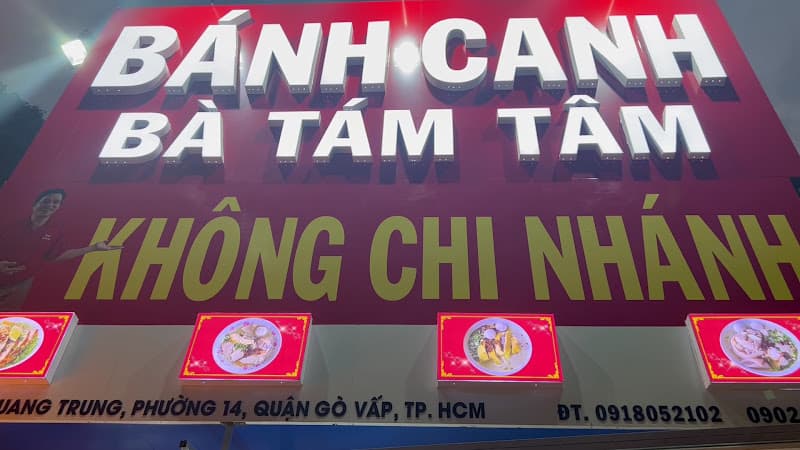 BÁNH CANH
BÀ TÁM TÂM
KHÔNG CHI NHÁNH
QUANG TRUNG, PHƯỜNG 14, QUẬN GÒ VẤP, TP. HCM ĐT. 0918052102 0902